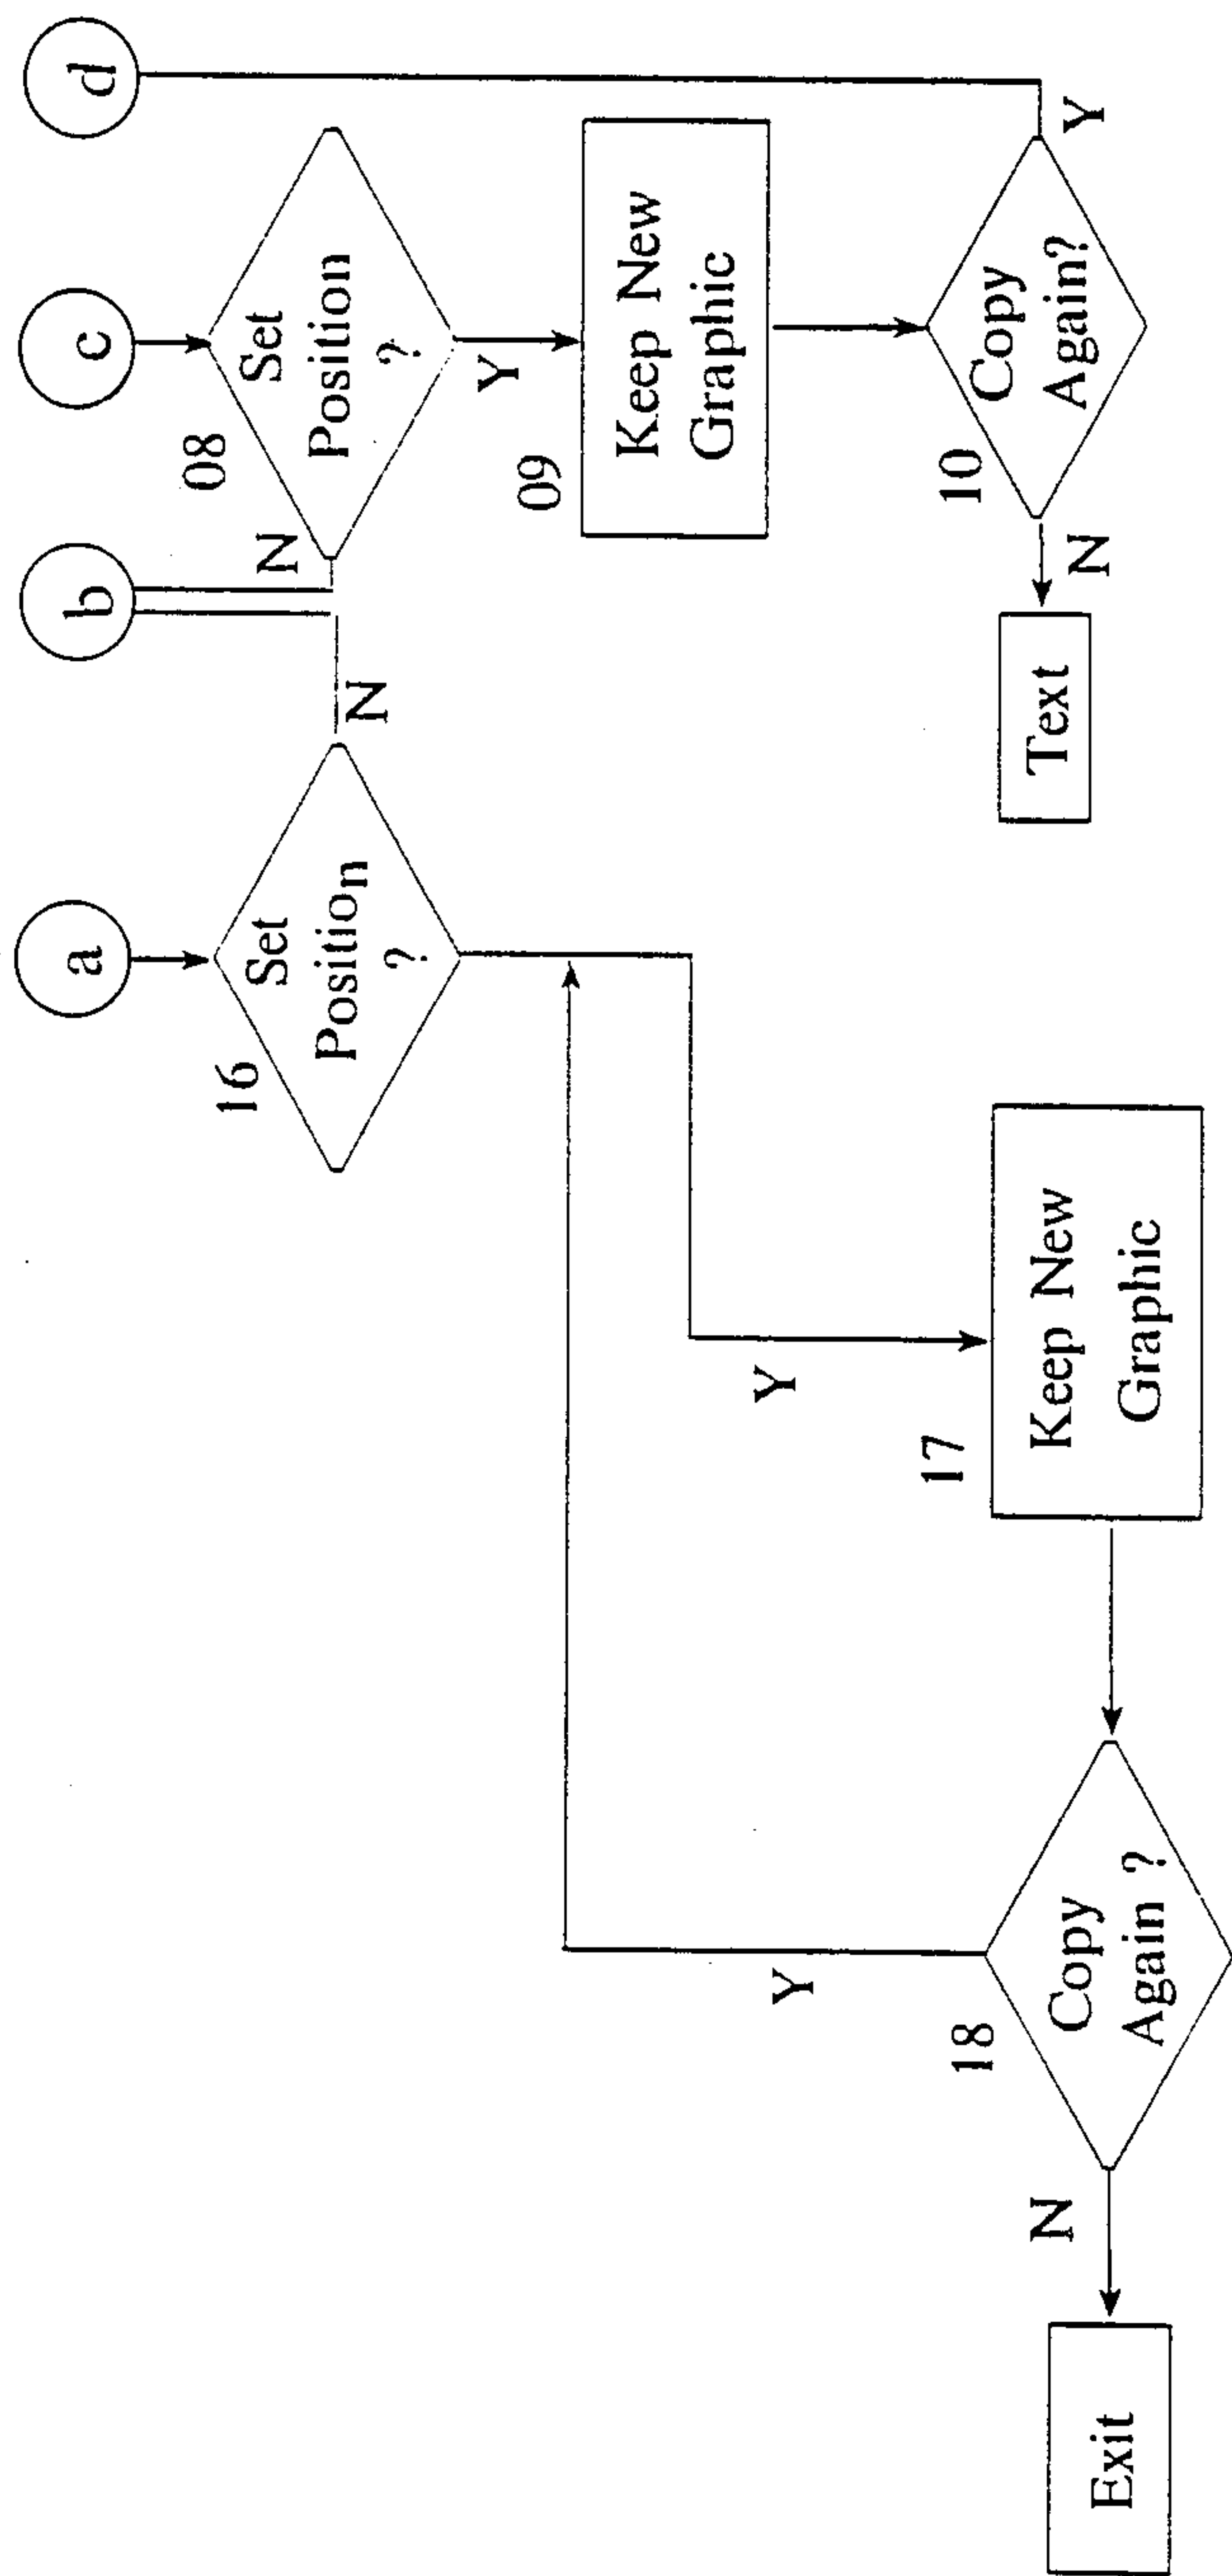 a
b
c
d
16
Set
Position
?
N
N
08
Set
Position
?
Y
09
Keep New
Graphic
Y
Y
17
Keep New
Graphic
18
Copy
Again ?
N
Exit
10
Copy
Again?
Y
N
Text